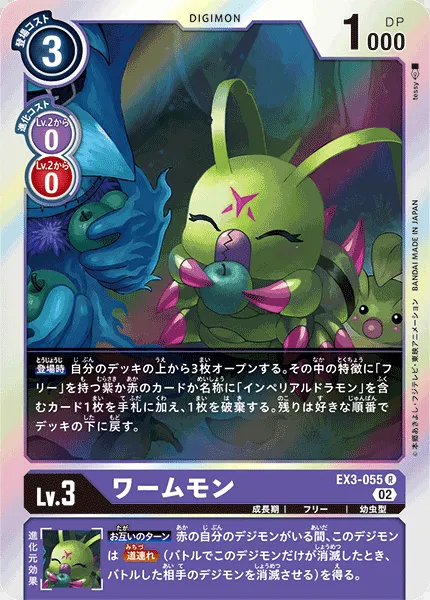 DIGIMON
登場コスト
3
DP
1000
進化コスト
Lv.2から
0
Lv.2から
0
tessy
©本郷あきよし・フジテレビ・東映アニメーション BANDAI MADE IN JAPAN
登場時 自分のデッキの上から3枚オープンする。その中の特徴に「フ
リー」を持つ紫か赤のカードか名称に「インペリアルドラモン」を含
むカード1枚を手札に加え、1枚を破棄する。残りは好きな順番で
デッキの下に戻す。
EX3-055 R
02
Lv.3
ワームモン
成長期 | フリー | 幼虫型
進化元効果
お互いのターン 赤の自分のデジモンがいる間、このデジモン
は 道連れ (バトルでこのデジモンだけが消滅したとき、
バトルした相手のデジモンを消滅させる)を得る。